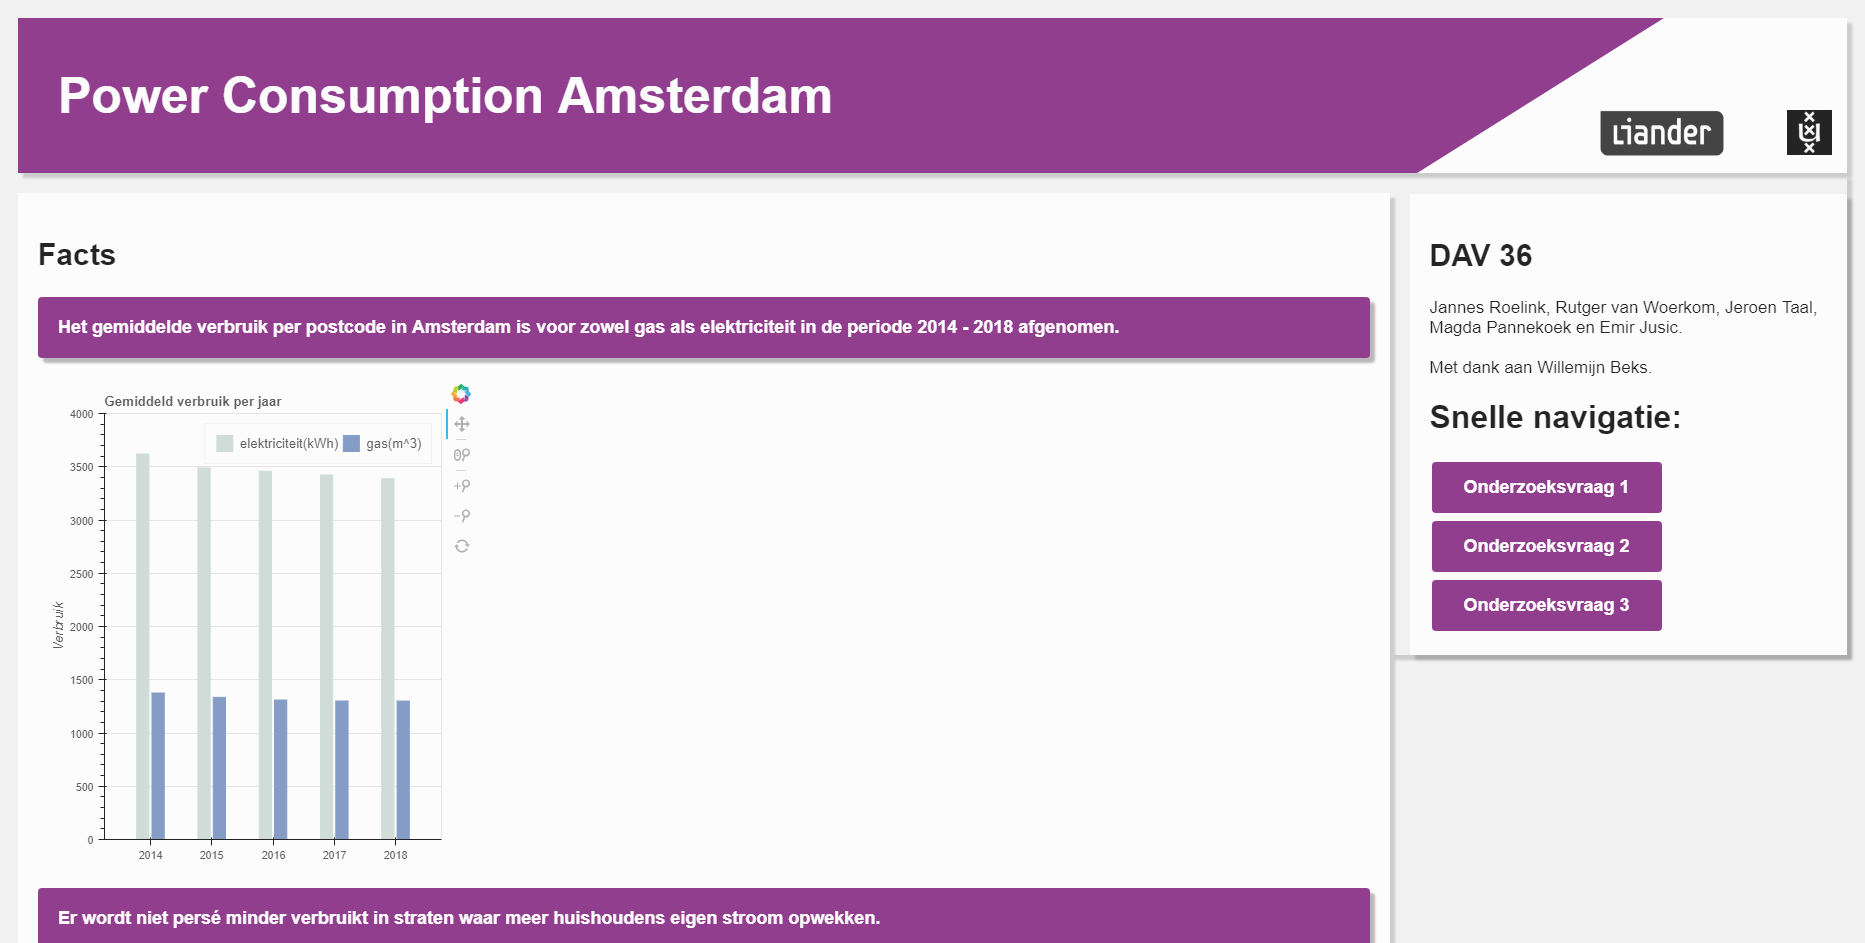 Power Consumption Amsterdam
Liander
Facts
Het gemiddelde verbruik per postcode in Amsterdam is voor zowel gas als elektriciteit in de periode 2014 - 2018 afgenomen.
Gemiddeld verbruik per jaar
elektriciteit(kWh) gas(m^3)
4000
3500
3000
2500
2000
1500
1000
500
0
Verbruik
2014 2015 2016 2017 2018
Er wordt niet persé minder verbruikt in straten waar meer huishoudens eigen stroom opwekken.
DAV 36
Jannes Roelink, Rutger van Woerkom, Jeroen Taal,
Magda Pannekoek en Emir Jusic.
Met dank aan Willemijn Beks.
Snelle navigatie:
Onderzoeksvraag 1
Onderzoeksvraag 2
Onderzoeksvraag 3